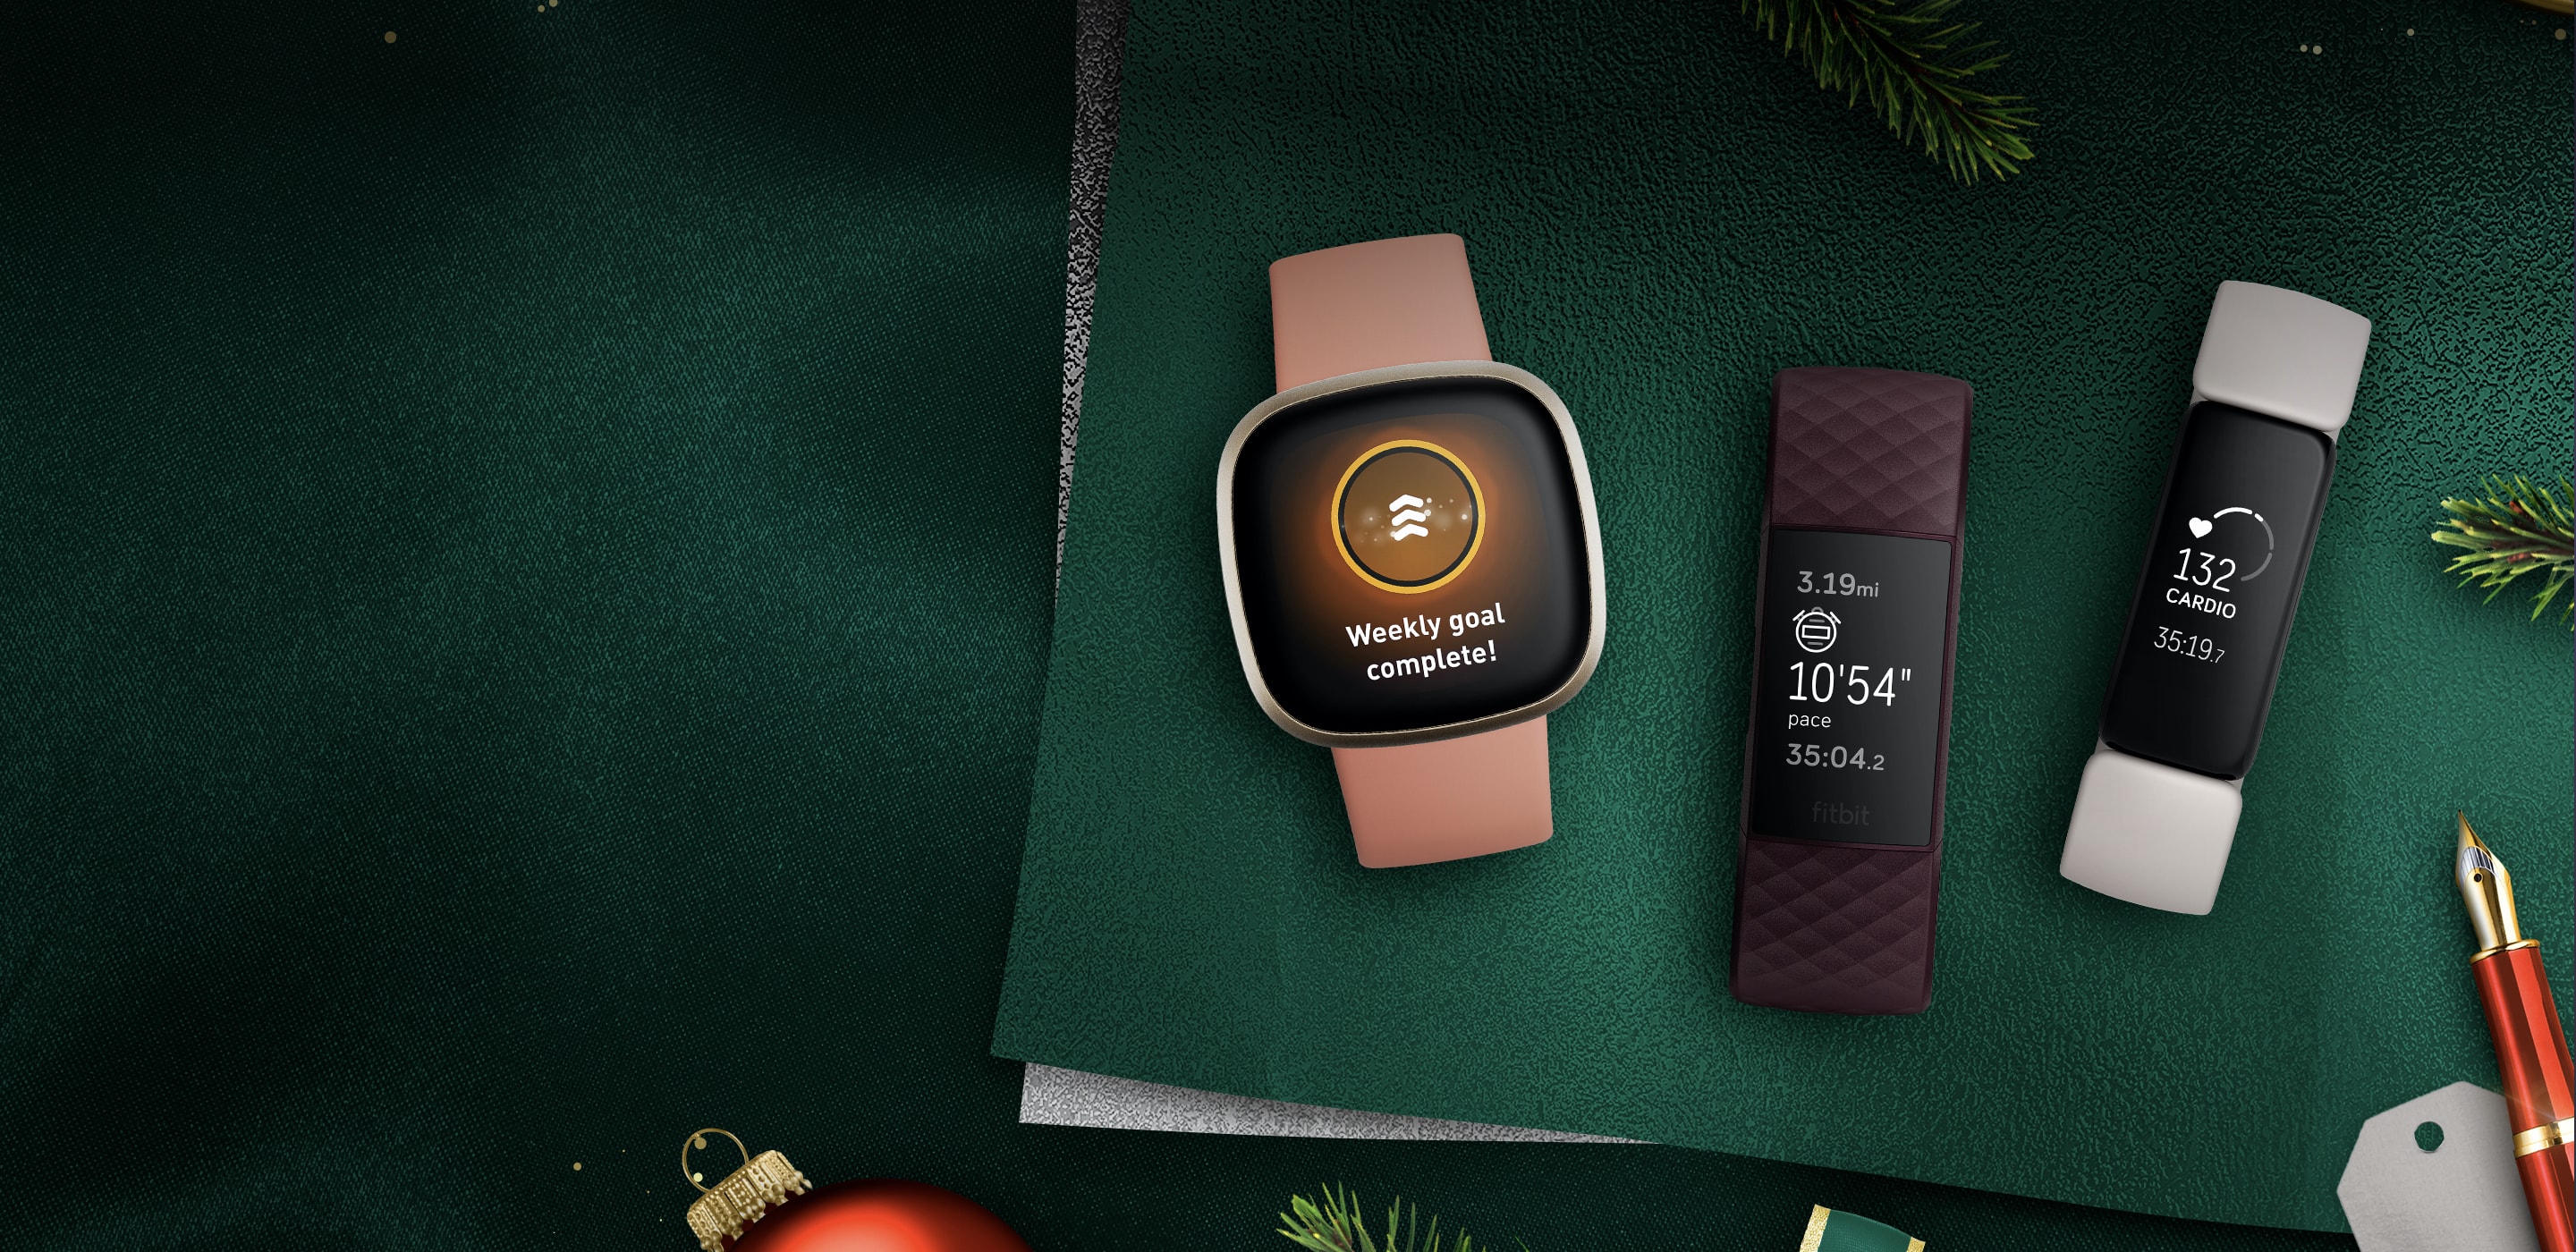 Weekly goal
complete!
3.19mi
10'54"
pace
35:04.2
fitbit
132
CARDIO
35:19.7